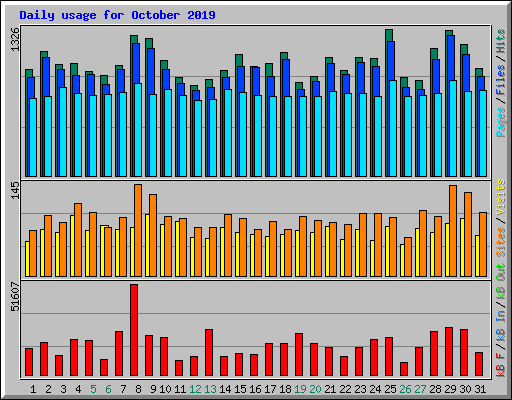 Daily usage for October 2019
1326
Pages / Files / Hits
145
Sites / Visits
51607
kB F / kB In / kB Out
1 2 3 4 5 6 7 8 9 10 11 12 13 14 15 16 17 18 19 20 21 22 23 24 25 26 27 28 29 30 31